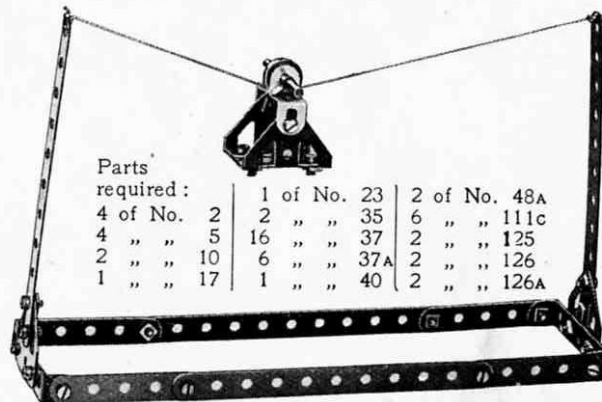 Parts
required :
4 of No. 2
4 „ „ 5
2 „ „ 10
1 „ „ 17
1 of No. 23
2 „ „ 35
16 „ „ 37
6 „ „ 37A
1 „ „ 40
2 of No. 48A
6 „ „ 111C
2 „ „ 125
2 „ „ 126
2 „ „ 126A